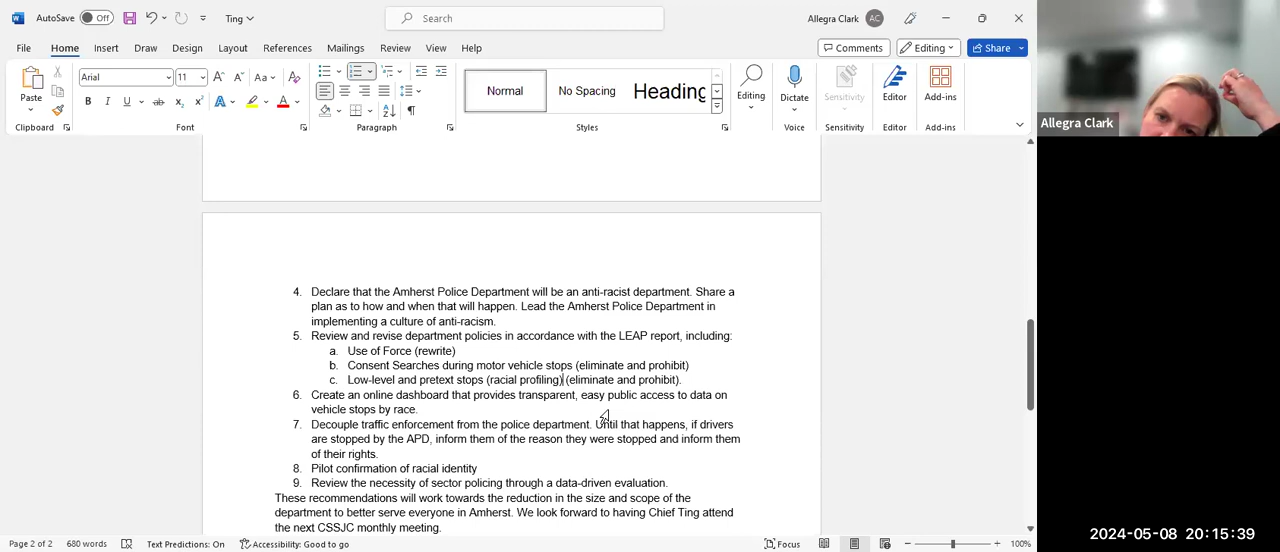 AutoSave Off Ting Search Allegra Clark AC
File Home Insert Draw Design Layout References Mailings Review View Help Comments Editing Share
Paste Arial 11 Aa Normal No Spacing Heading Editing Dictate Sensitivity Editor Add-ins
Clipboard Font Paragraph Styles Voice Sensitivity Editor Add-ins
Allegra Clark
4. Declare that the Amherst Police Department will be an anti-racist department. Share a
plan as to how and when that will happen. Lead the Amherst Police Department in
implementing a culture of anti-racism.
5. Review and revise department policies in accordance with the LEAP report, including:
a. Use of Force (rewrite)
b. Consent Searches during motor vehicle stops (eliminate and prohibit)
c. Low-level and pretext stops (racial profiling) (eliminate and prohibit).
6. Create an online dashboard that provides transparent, easy public access to data on
vehicle stops by race.
7. Decouple traffic enforcement from the police department. Until that happens, if drivers
are stopped by the APD, inform them of the reason they were stopped and inform them
of their rights.
8. Pilot confirmation of racial identity
9. Review the necessity of sector policing through a data-driven evaluation.
These recommendations will work towards the reduction in the size and scope of the
department to better serve everyone in Amherst. We look forward to having Chief Ting attend
the next CSSJC monthly meeting.
Page 2 of 2 680 words Text Predictions: On Accessibility: Good to go Focus 100%
2024-05-08 20:15:39